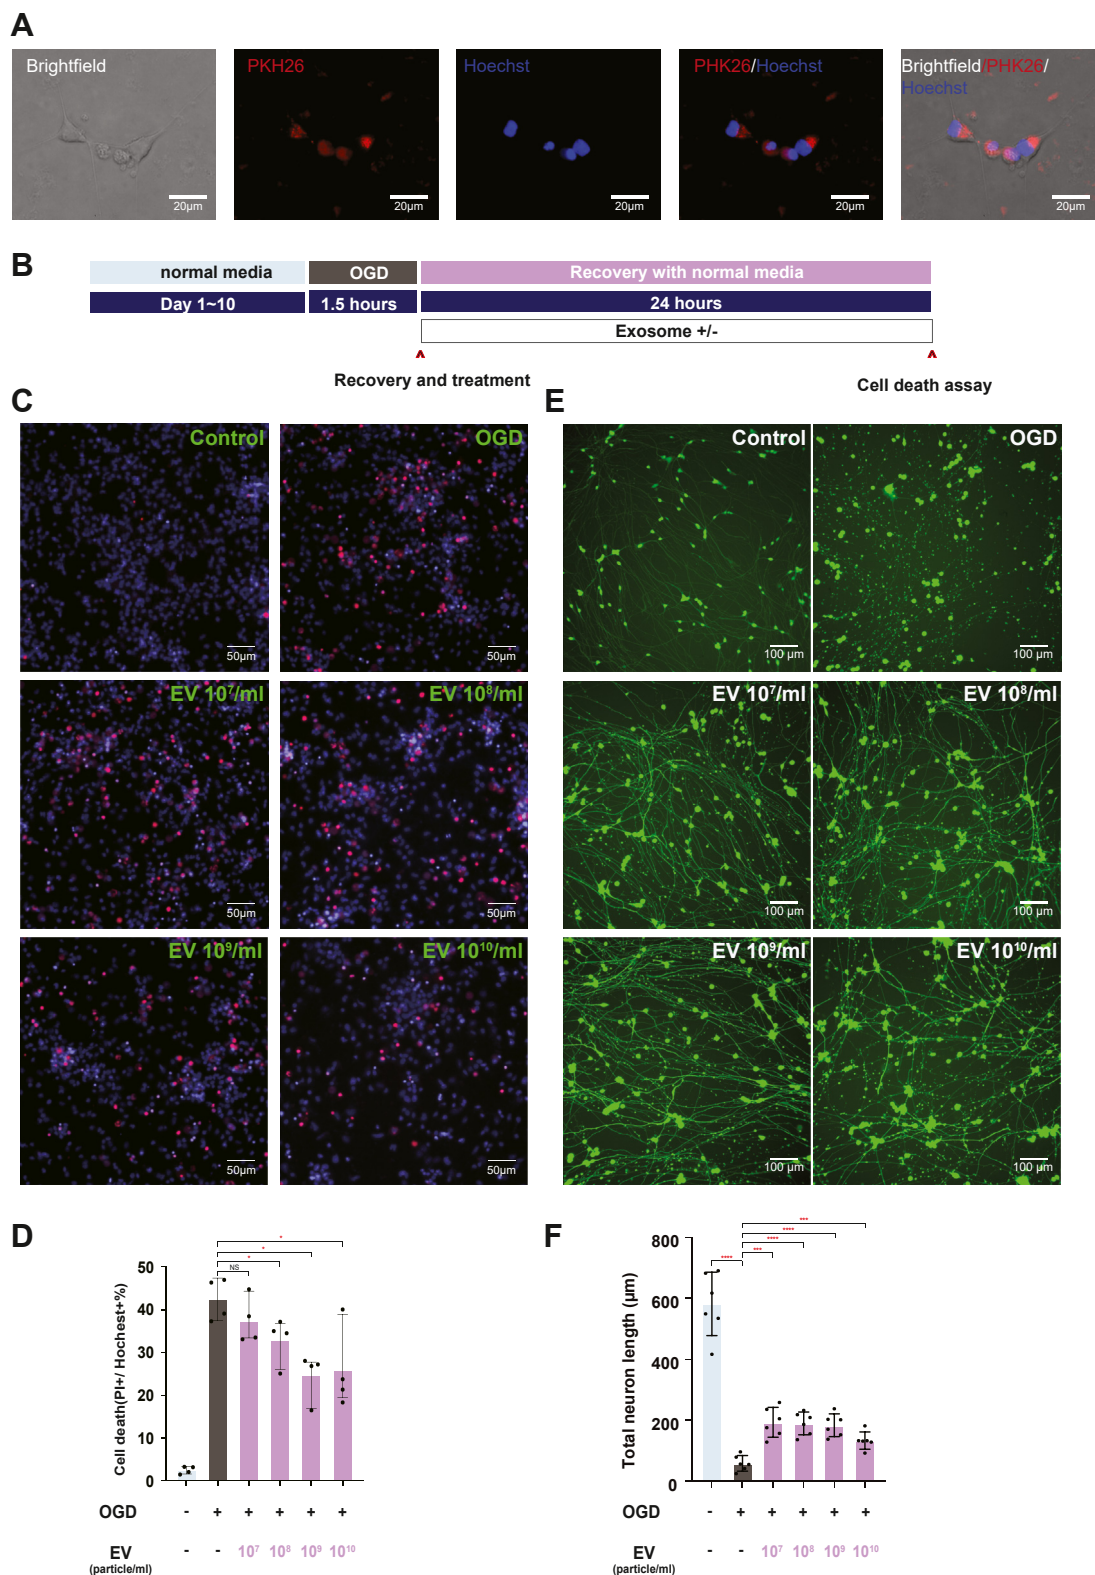 A
Brightfield
PKH26
Hoechst
PHK26/Hoechst
Brightfield/PHK26/
Hoechst
20µm
20µm
20µm
20µm
20µm
B
normal media
OGD
Recovery with normal media
Day 1~10
1.5 hours
24 hours
Exosome +/-
^
^
Recovery and treatment
Cell death assay
C
Control
OGD
50µm
50µm
EV 10⁷/ml
EV 10⁸/ml
50µm
50µm
EV 10⁹/ml
EV 10¹⁰/ml
50µm
50µm
E
Control
OGD
100 µm
100 µm
EV 10⁷/ml
EV 10⁸/ml
100 µm
100 µm
EV 10⁹/ml
EV 10¹⁰/ml
100 µm
100 µm
D
Cell death(PI+/ Hochest+%)
50
40
30
20
10
0
NS
*
*
*
OGD
- + + + + +
EV
(particle/ml)
- - 10⁷ 10⁸ 10⁹ 10¹⁰
F
Total neuron length (µm)
800
600
400
200
0
****
***
****
****
***
OGD
- + + + + +
EV
(particle/ml)
- - 10⁷ 10⁸ 10⁹ 10¹⁰